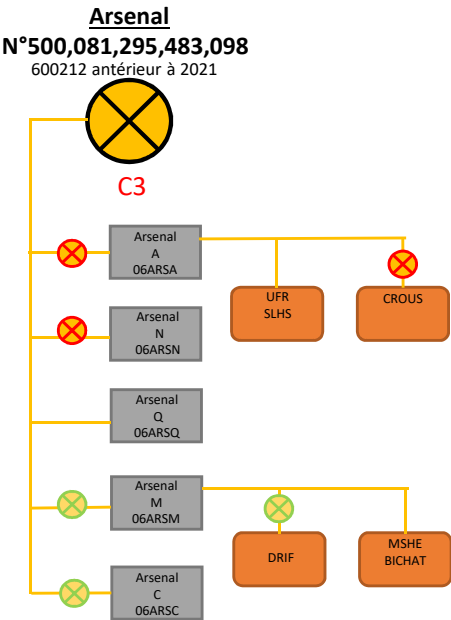 Arsenal
N°500,081,295,483,098
600212 antérieur à 2021
C3
Arsenal
A
06ARSA
UFR
SLHS
CROUS
Arsenal
N
06ARSN
Arsenal
Q
06ARSQ
Arsenal
M
06ARSM
DRIF
MSHE
BICHAT
Arsenal
C
06ARSC